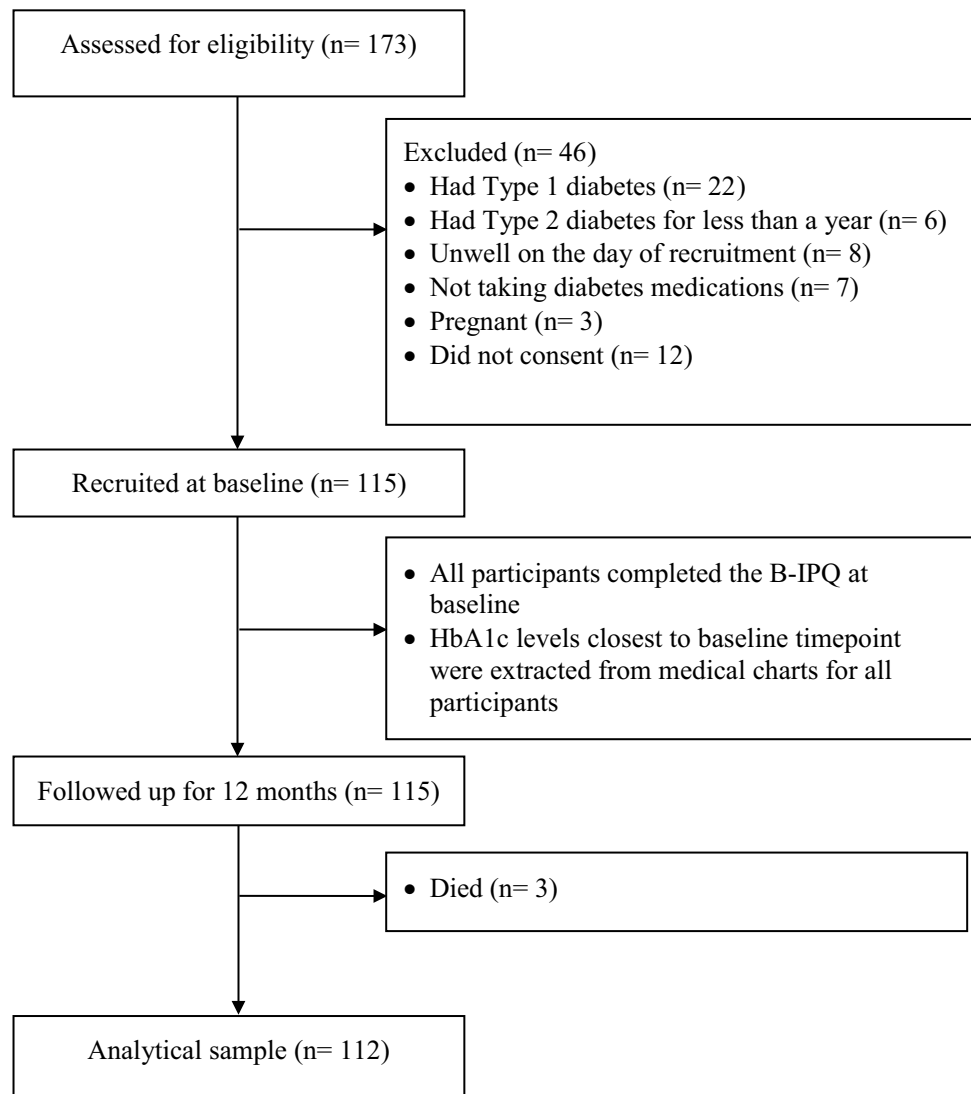 Assessed for eligibility (n= 173)
Excluded (n= 46)
• Had Type 1 diabetes (n= 22)
• Had Type 2 diabetes for less than a year (n= 6)
• Unwell on the day of recruitment (n= 8)
• Not taking diabetes medications (n= 7)
• Pregnant (n= 3)
• Did not consent (n= 12)
Recruited at baseline (n= 115)
• All participants completed the B-IPQ at
baseline
• HbA1c levels closest to baseline timepoint
were extracted from medical charts for all
participants
Followed up for 12 months (n= 115)
• Died (n= 3)
Analytical sample (n= 112)